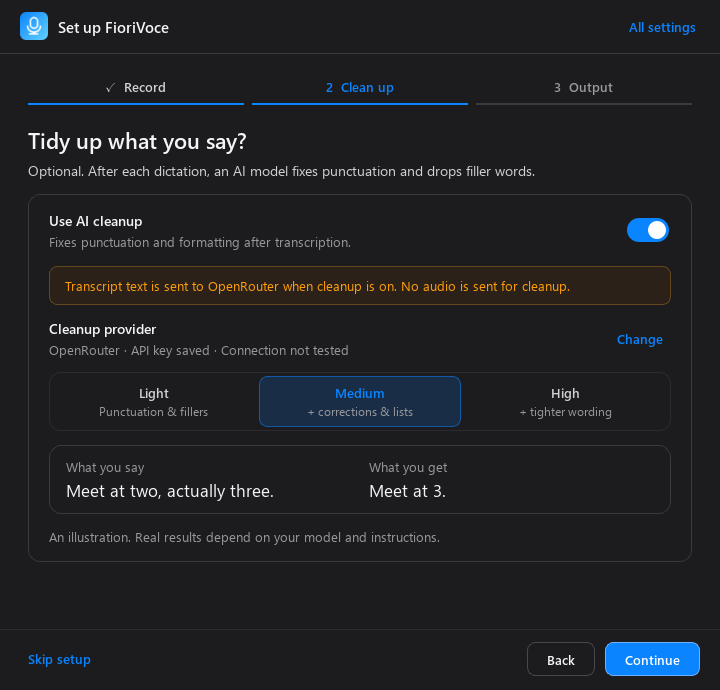 Set up FioriVoce
All settings
✓ Record
2 Clean up
3 Output
Tidy up what you say?
Optional. After each dictation, an AI model fixes punctuation and drops filler words.
Use AI cleanup
Fixes punctuation and formatting after transcription.
Transcript text is sent to OpenRouter when cleanup is on. No audio is sent for cleanup.
Cleanup provider
OpenRouter · API key saved · Connection not tested
Change
Light
Punctuation & fillers
Medium
+ corrections & lists
High
+ tighter wording
What you say
Meet at two, actually three.
What you get
Meet at 3.
An illustration. Real results depend on your model and instructions.
Skip setup
Back
Continue